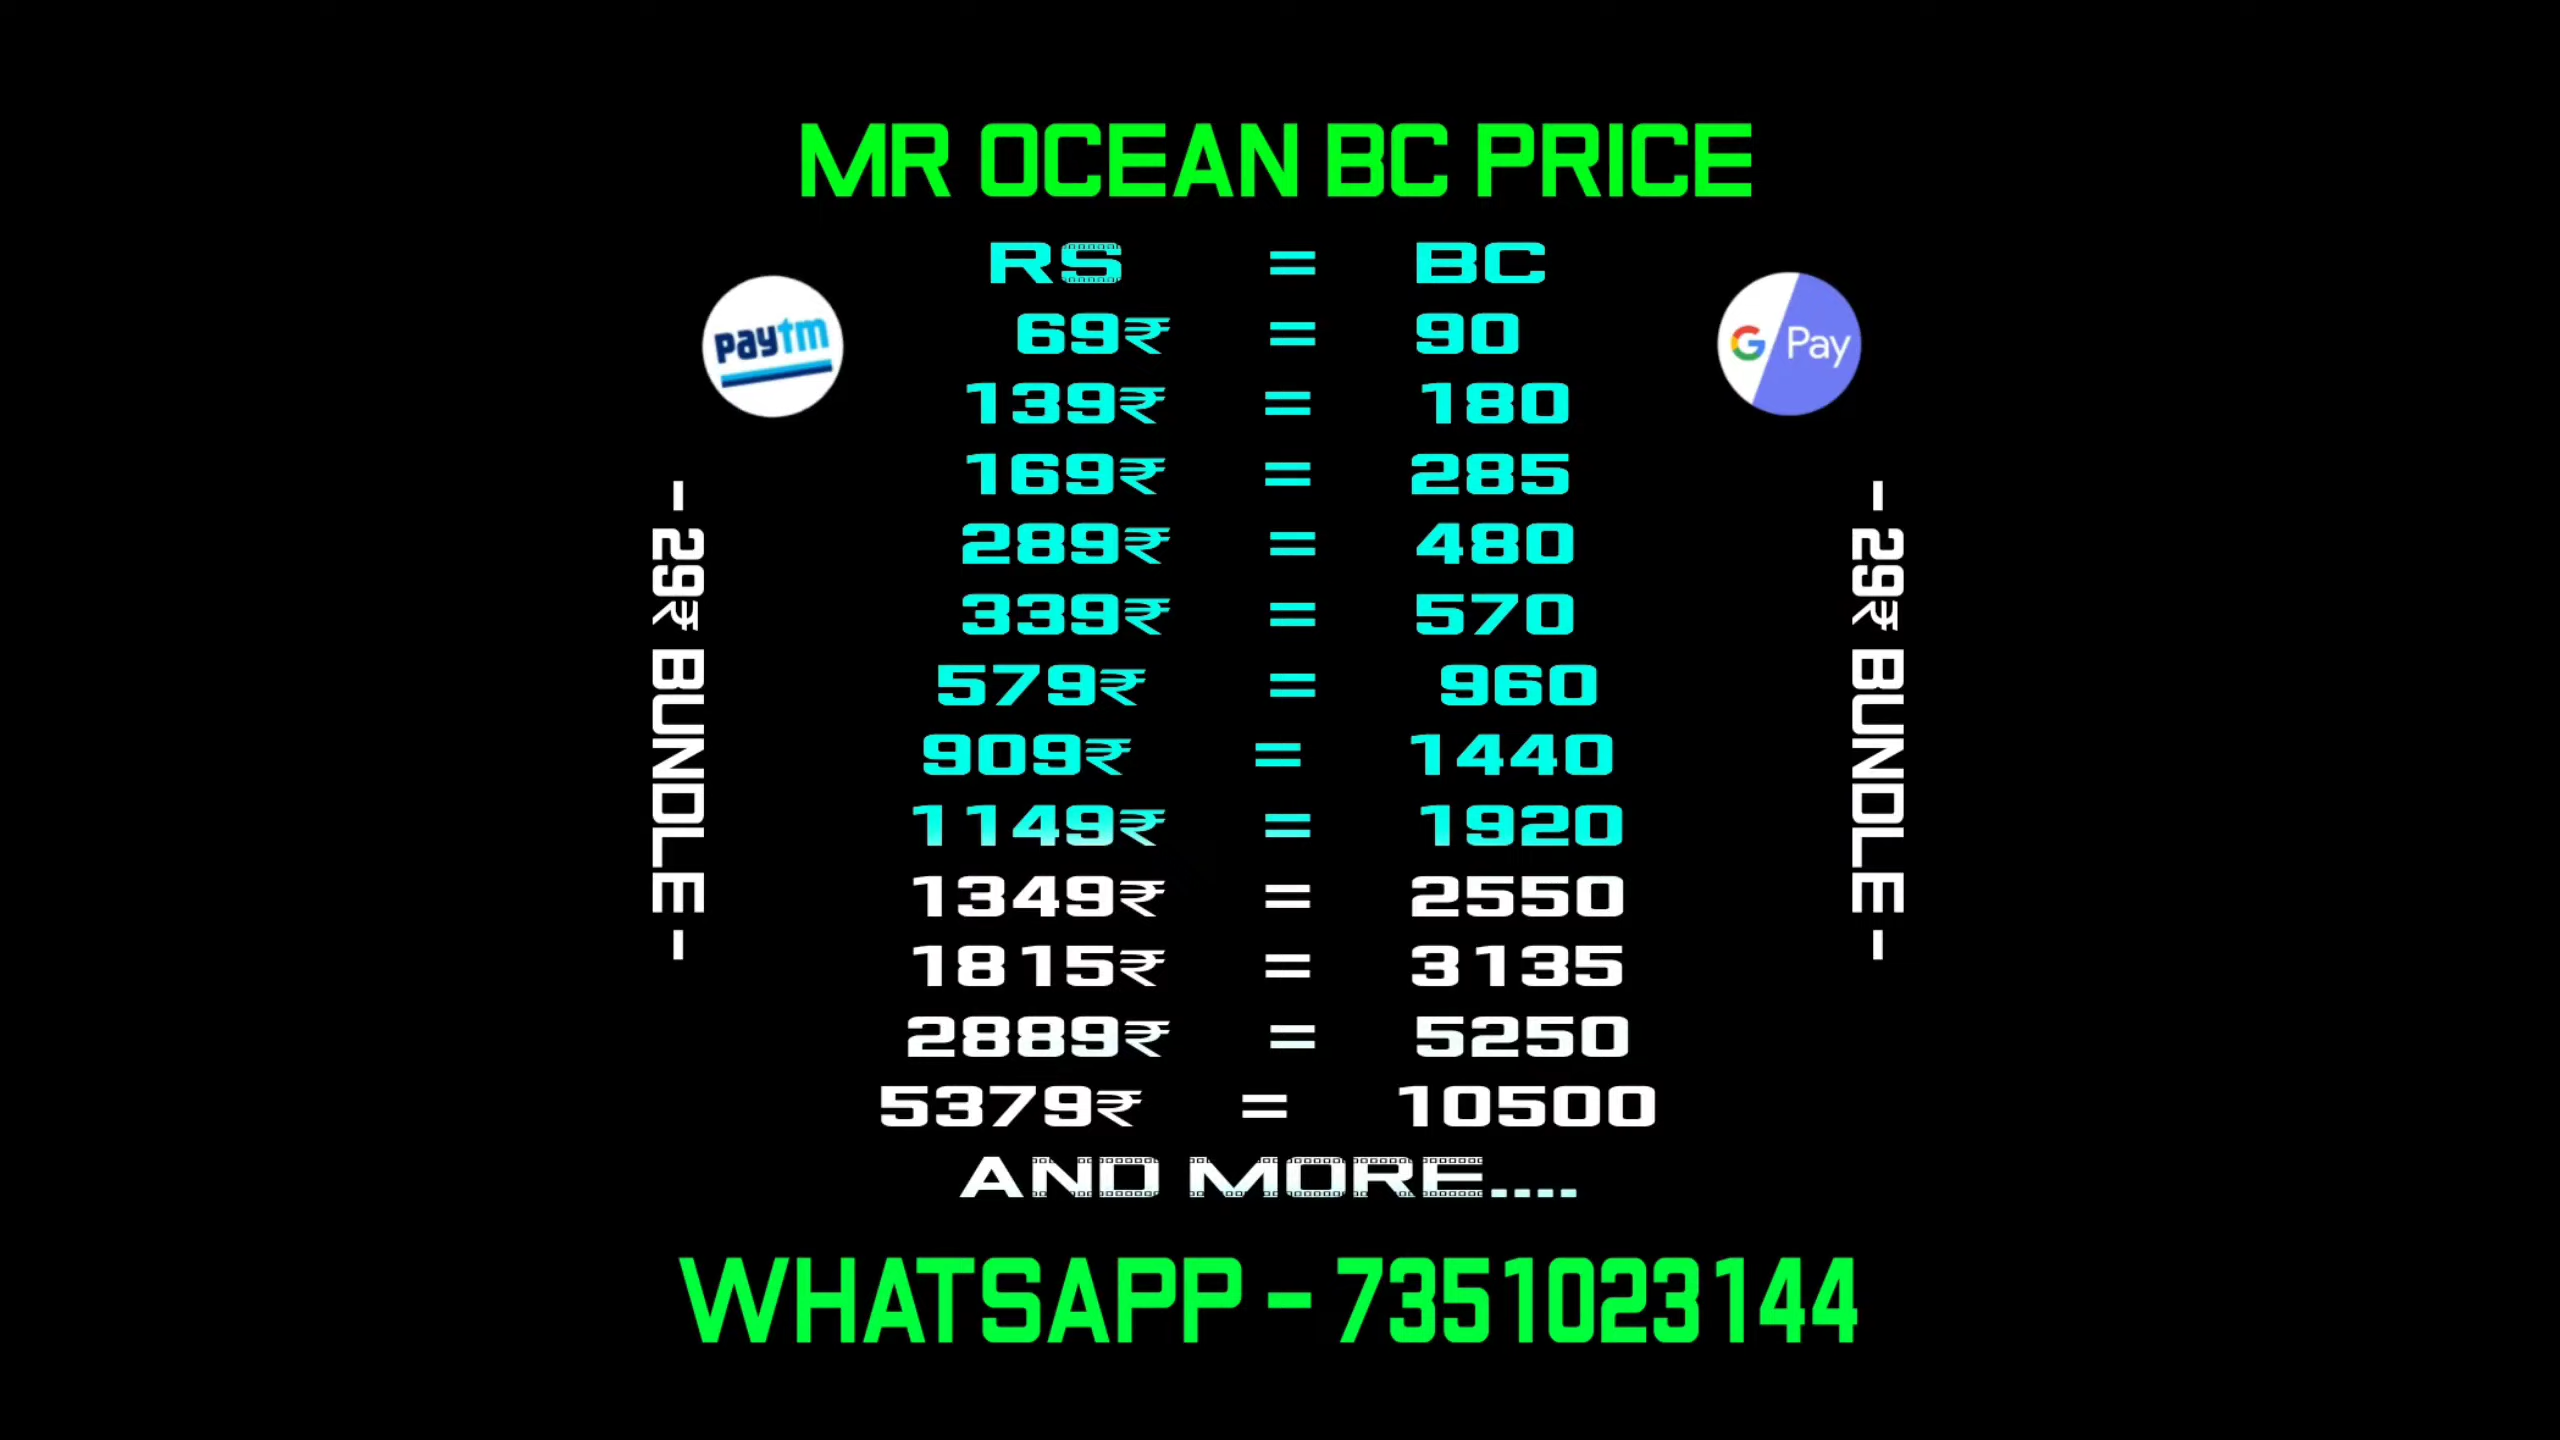 MR OCEAN BC PRICE
RS = BC
paytm
G Pay
69₹ = 90
139₹ = 180
169₹ = 285
289₹ = 480
339₹ = 570
579₹ = 960
909₹ = 1440
1149₹ = 1920
1349₹ = 2550
1815₹ = 3135
2889₹ = 5250
5379₹ = 10500
AND MORE....
- 29₹ BUNDLE -
- 29₹ BUNDLE -
WHATSAPP - 7351023144